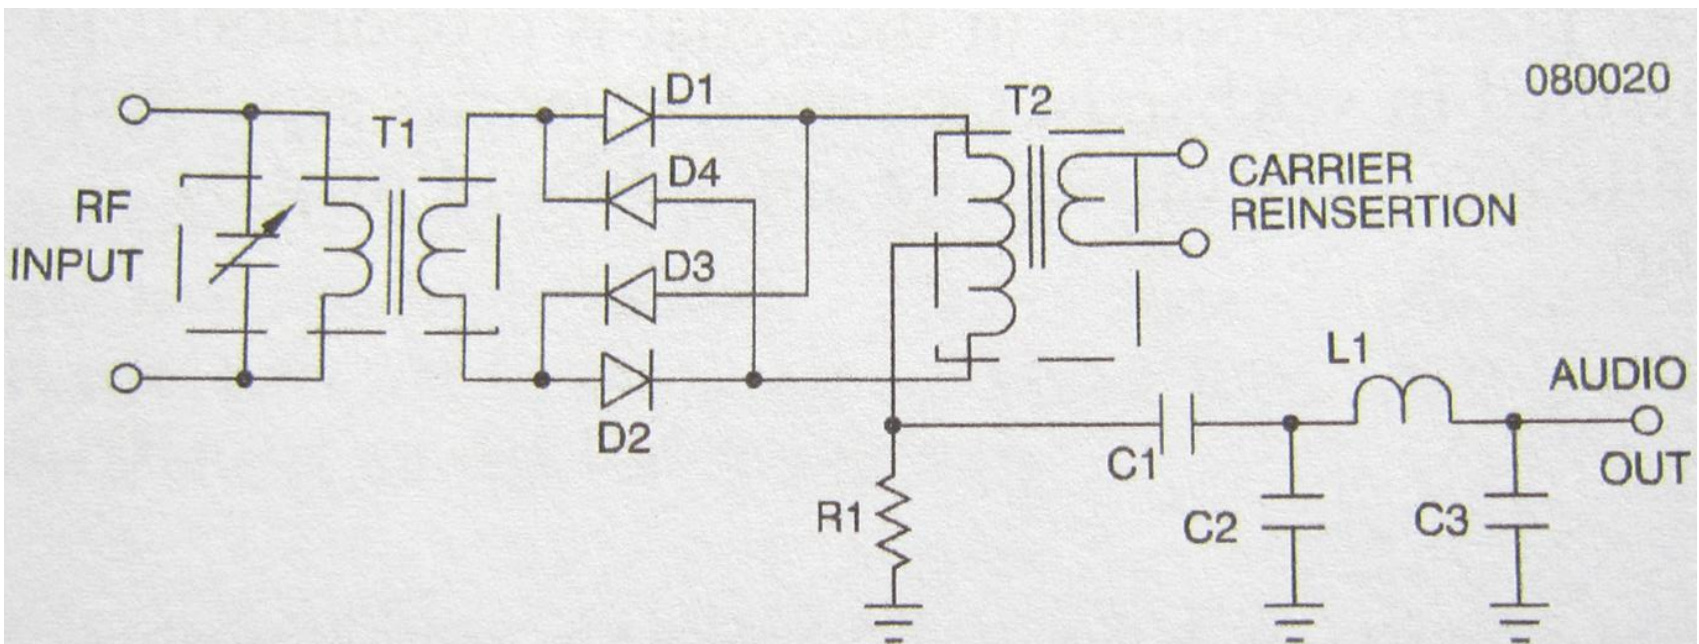 080020
D1
T2
T1
D4
CARRIER
REINSERTION
RF
INPUT
D3
L1
AUDIO
OUT
D2
C1
R1
C2
C3